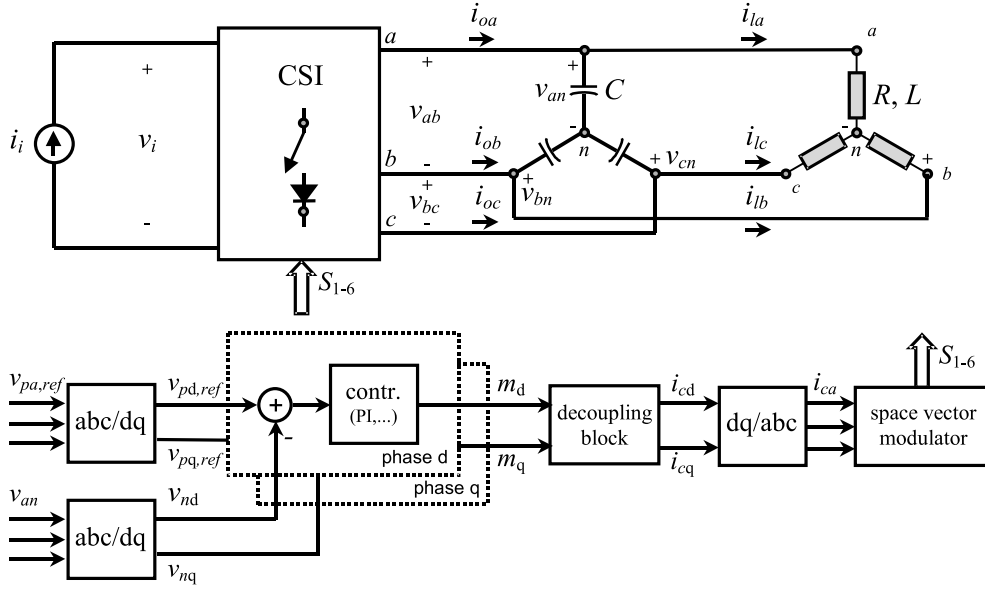 i_oa
i_la
a
a
+
CSI
+
+
v_an
C
R, L
i_i
v_i
v_ab
-
-
n
n
i_ob
v_cn
i_lc
b
-
+
+
+
+
v_bc
i_oc
v_bn
c
b
-
c
-
i_lb
S_1-6
S_1-6
v_pa,ref
v_pd,ref
contr.
m_d
i_cd
i_ca
abc/dq
+
(PI,...)
decoupling
block
dq/abc
space vector
modulator
-
v_pq,ref
phase d
m_q
i_cq
phase q
v_an
v_nd
abc/dq
v_nq